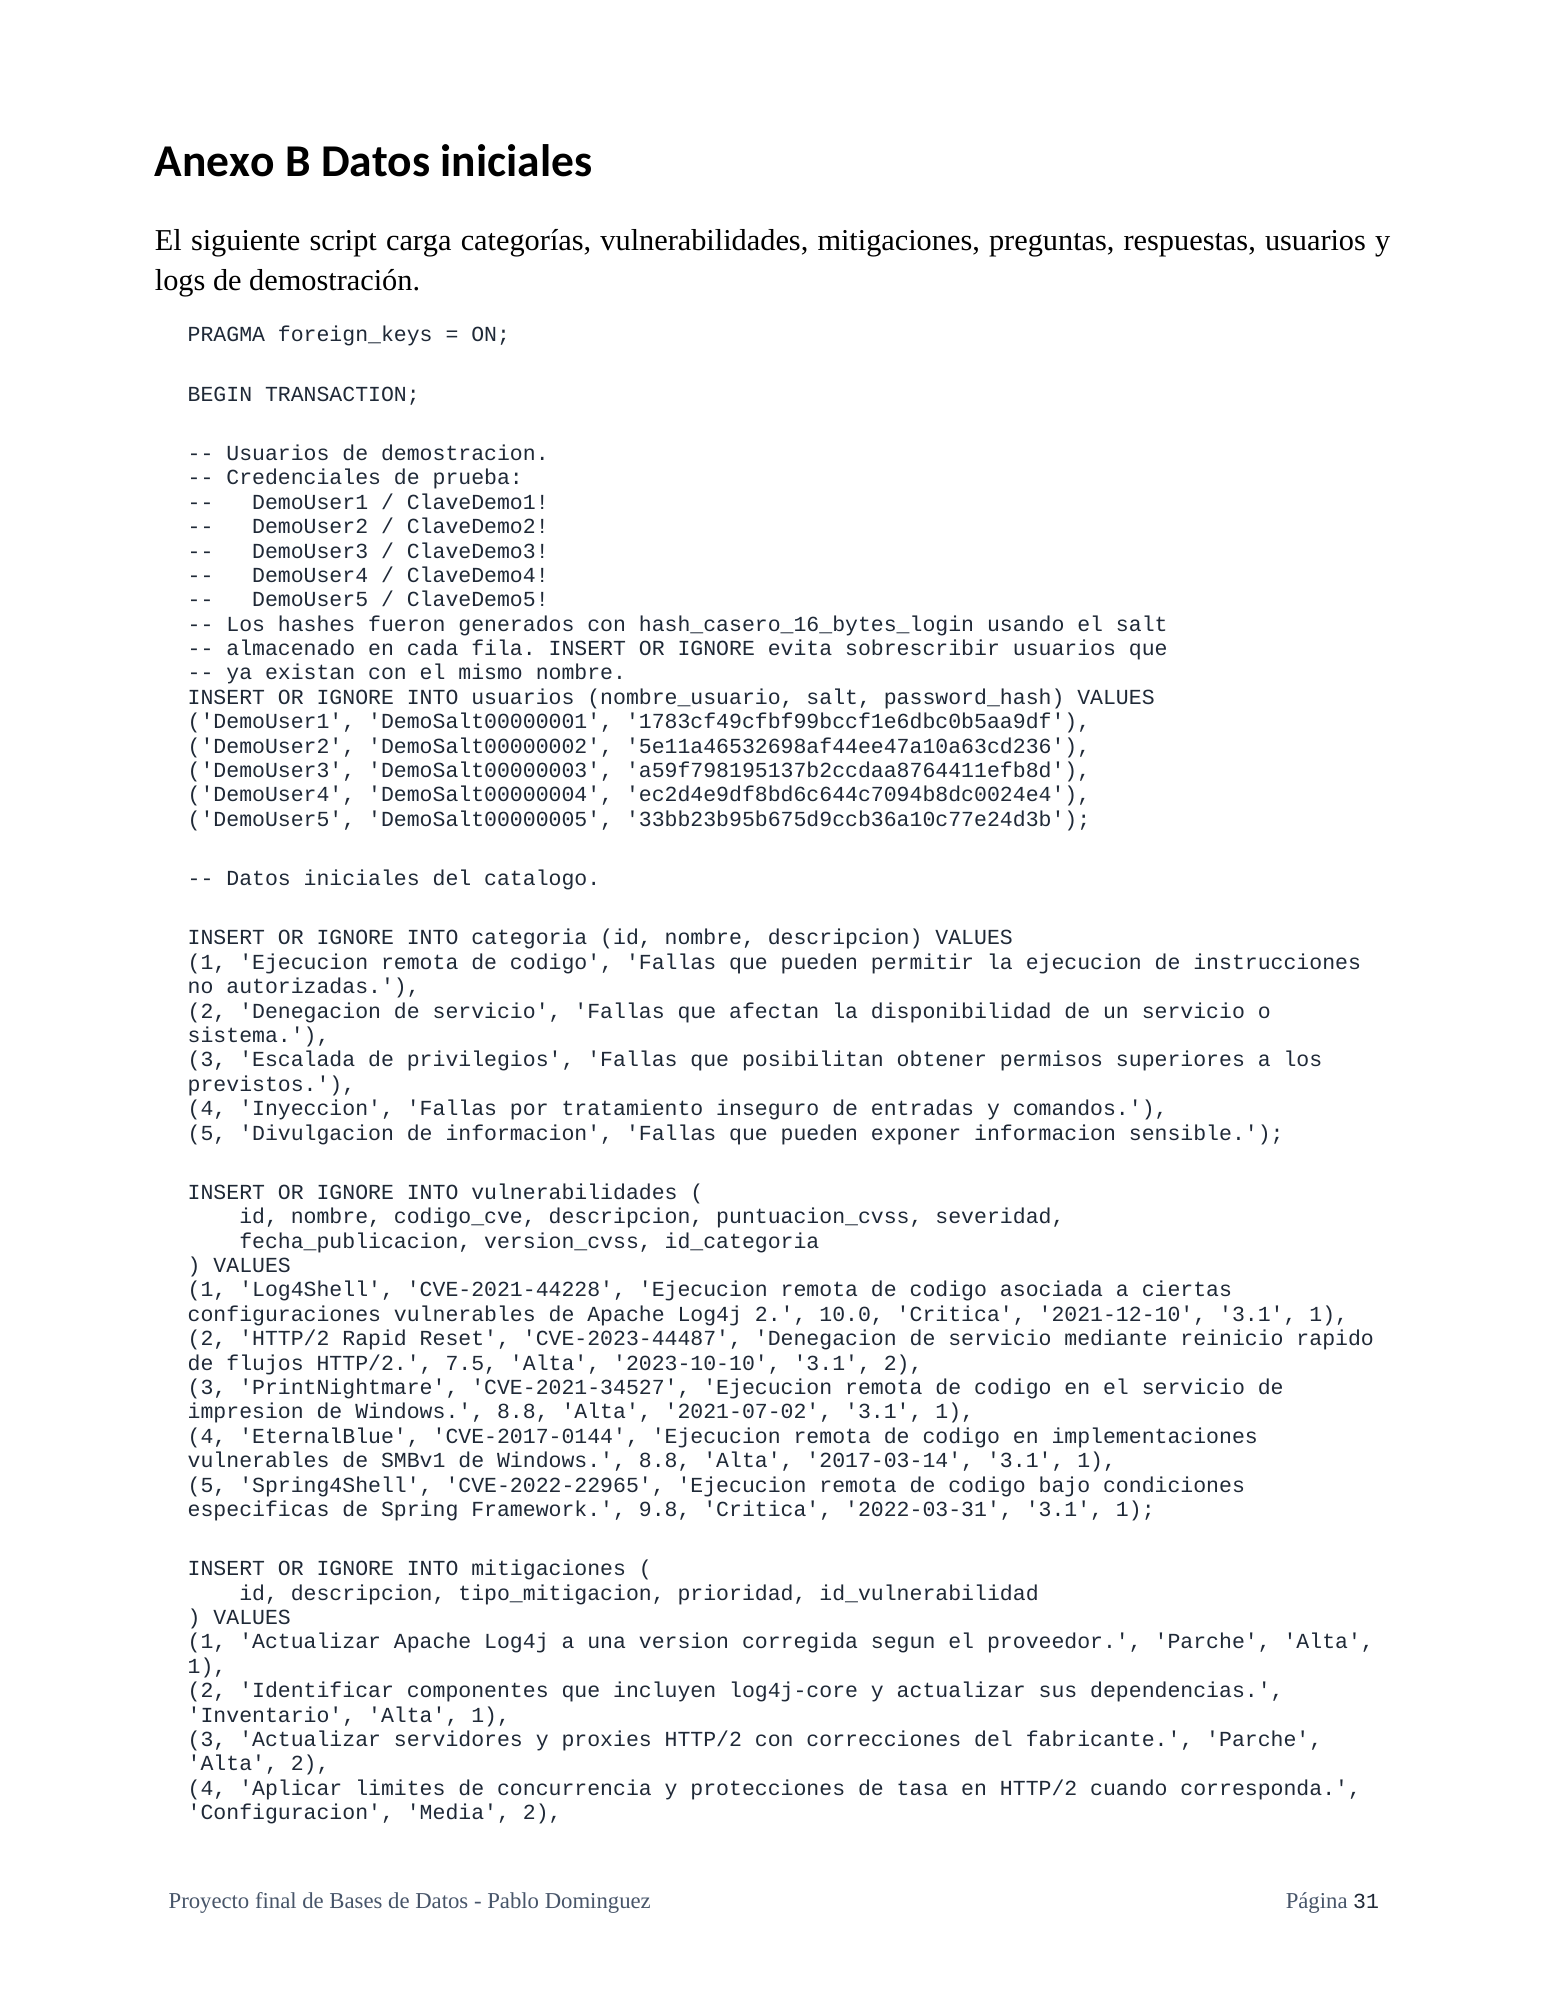 Anexo B Datos iniciales
El siguiente script carga categorías, vulnerabilidades, mitigaciones, preguntas, respuestas, usuarios y
logs de demostración.
PRAGMA foreign_keys = ON;
BEGIN TRANSACTION;
-- Usuarios de demostracion.
-- Credenciales de prueba:
--   DemoUser1 / ClaveDemo1!
--   DemoUser2 / ClaveDemo2!
--   DemoUser3 / ClaveDemo3!
--   DemoUser4 / ClaveDemo4!
--   DemoUser5 / ClaveDemo5!
-- Los hashes fueron generados con hash_casero_16_bytes_login usando el salt
-- almacenado en cada fila. INSERT OR IGNORE evita sobrescribir usuarios que
-- ya existan con el mismo nombre.
INSERT OR IGNORE INTO usuarios (nombre_usuario, salt, password_hash) VALUES
('DemoUser1', 'DemoSalt00000001', '1783cf49cfbf99bccf1e6dbc0b5aa9df'),
('DemoUser2', 'DemoSalt00000002', '5e11a46532698af44ee47a10a63cd236'),
('DemoUser3', 'DemoSalt00000003', 'a59f798195137b2ccdaa8764411efb8d'),
('DemoUser4', 'DemoSalt00000004', 'ec2d4e9df8bd6c644c7094b8dc0024e4'),
('DemoUser5', 'DemoSalt00000005', '33bb23b95b675d9ccb36a10c77e24d3b');
-- Datos iniciales del catalogo.
INSERT OR IGNORE INTO categoria (id, nombre, descripcion) VALUES
(1, 'Ejecucion remota de codigo', 'Fallas que pueden permitir la ejecucion de instrucciones
no autorizadas.'),
(2, 'Denegacion de servicio', 'Fallas que afectan la disponibilidad de un servicio o
sistema.'),
(3, 'Escalada de privilegios', 'Fallas que posibilitan obtener permisos superiores a los
previstos.'),
(4, 'Inyeccion', 'Fallas por tratamiento inseguro de entradas y comandos.'),
(5, 'Divulgacion de informacion', 'Fallas que pueden exponer informacion sensible.');
INSERT OR IGNORE INTO vulnerabilidades (
    id, nombre, codigo_cve, descripcion, puntuacion_cvss, severidad,
    fecha_publicacion, version_cvss, id_categoria
) VALUES
(1, 'Log4Shell', 'CVE-2021-44228', 'Ejecucion remota de codigo asociada a ciertas
configuraciones vulnerables de Apache Log4j 2.', 10.0, 'Critica', '2021-12-10', '3.1', 1),
(2, 'HTTP/2 Rapid Reset', 'CVE-2023-44487', 'Denegacion de servicio mediante reinicio rapido
de flujos HTTP/2.', 7.5, 'Alta', '2023-10-10', '3.1', 2),
(3, 'PrintNightmare', 'CVE-2021-34527', 'Ejecucion remota de codigo en el servicio de
impresion de Windows.', 8.8, 'Alta', '2021-07-02', '3.1', 1),
(4, 'EternalBlue', 'CVE-2017-0144', 'Ejecucion remota de codigo en implementaciones
vulnerables de SMBv1 de Windows.', 8.8, 'Alta', '2017-03-14', '3.1', 1),
(5, 'Spring4Shell', 'CVE-2022-22965', 'Ejecucion remota de codigo bajo condiciones
especificas de Spring Framework.', 9.8, 'Critica', '2022-03-31', '3.1', 1);
INSERT OR IGNORE INTO mitigaciones (
    id, descripcion, tipo_mitigacion, prioridad, id_vulnerabilidad
) VALUES
(1, 'Actualizar Apache Log4j a una version corregida segun el proveedor.', 'Parche', 'Alta',
1),
(2, 'Identificar componentes que incluyen log4j-core y actualizar sus dependencias.',
'Inventario', 'Alta', 1),
(3, 'Actualizar servidores y proxies HTTP/2 con correcciones del fabricante.', 'Parche',
'Alta', 2),
(4, 'Aplicar limites de concurrencia y protecciones de tasa en HTTP/2 cuando corresponda.',
'Configuracion', 'Media', 2),
Proyecto final de Bases de Datos - Pablo Dominguez
Página 31